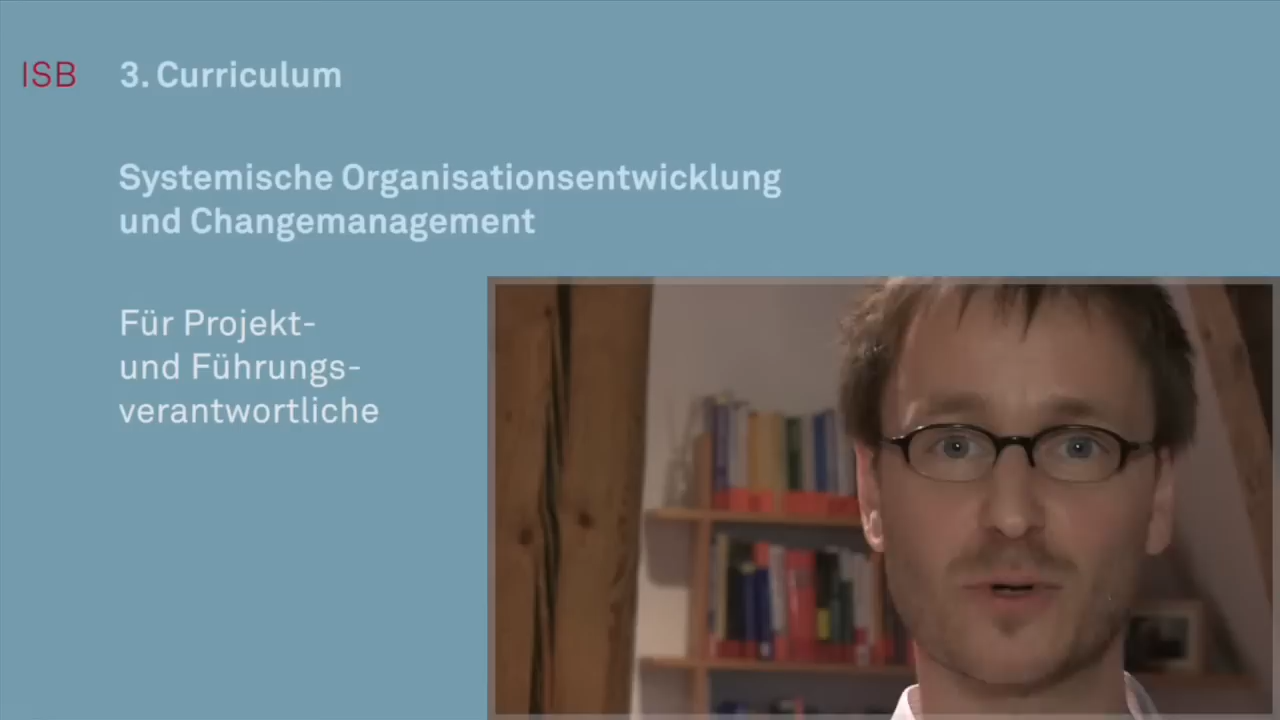 ISB 3. Curriculum
Systemische Organisationsentwicklung
und Changemanagement
Für Projekt-
und Führungs-
verantwortliche